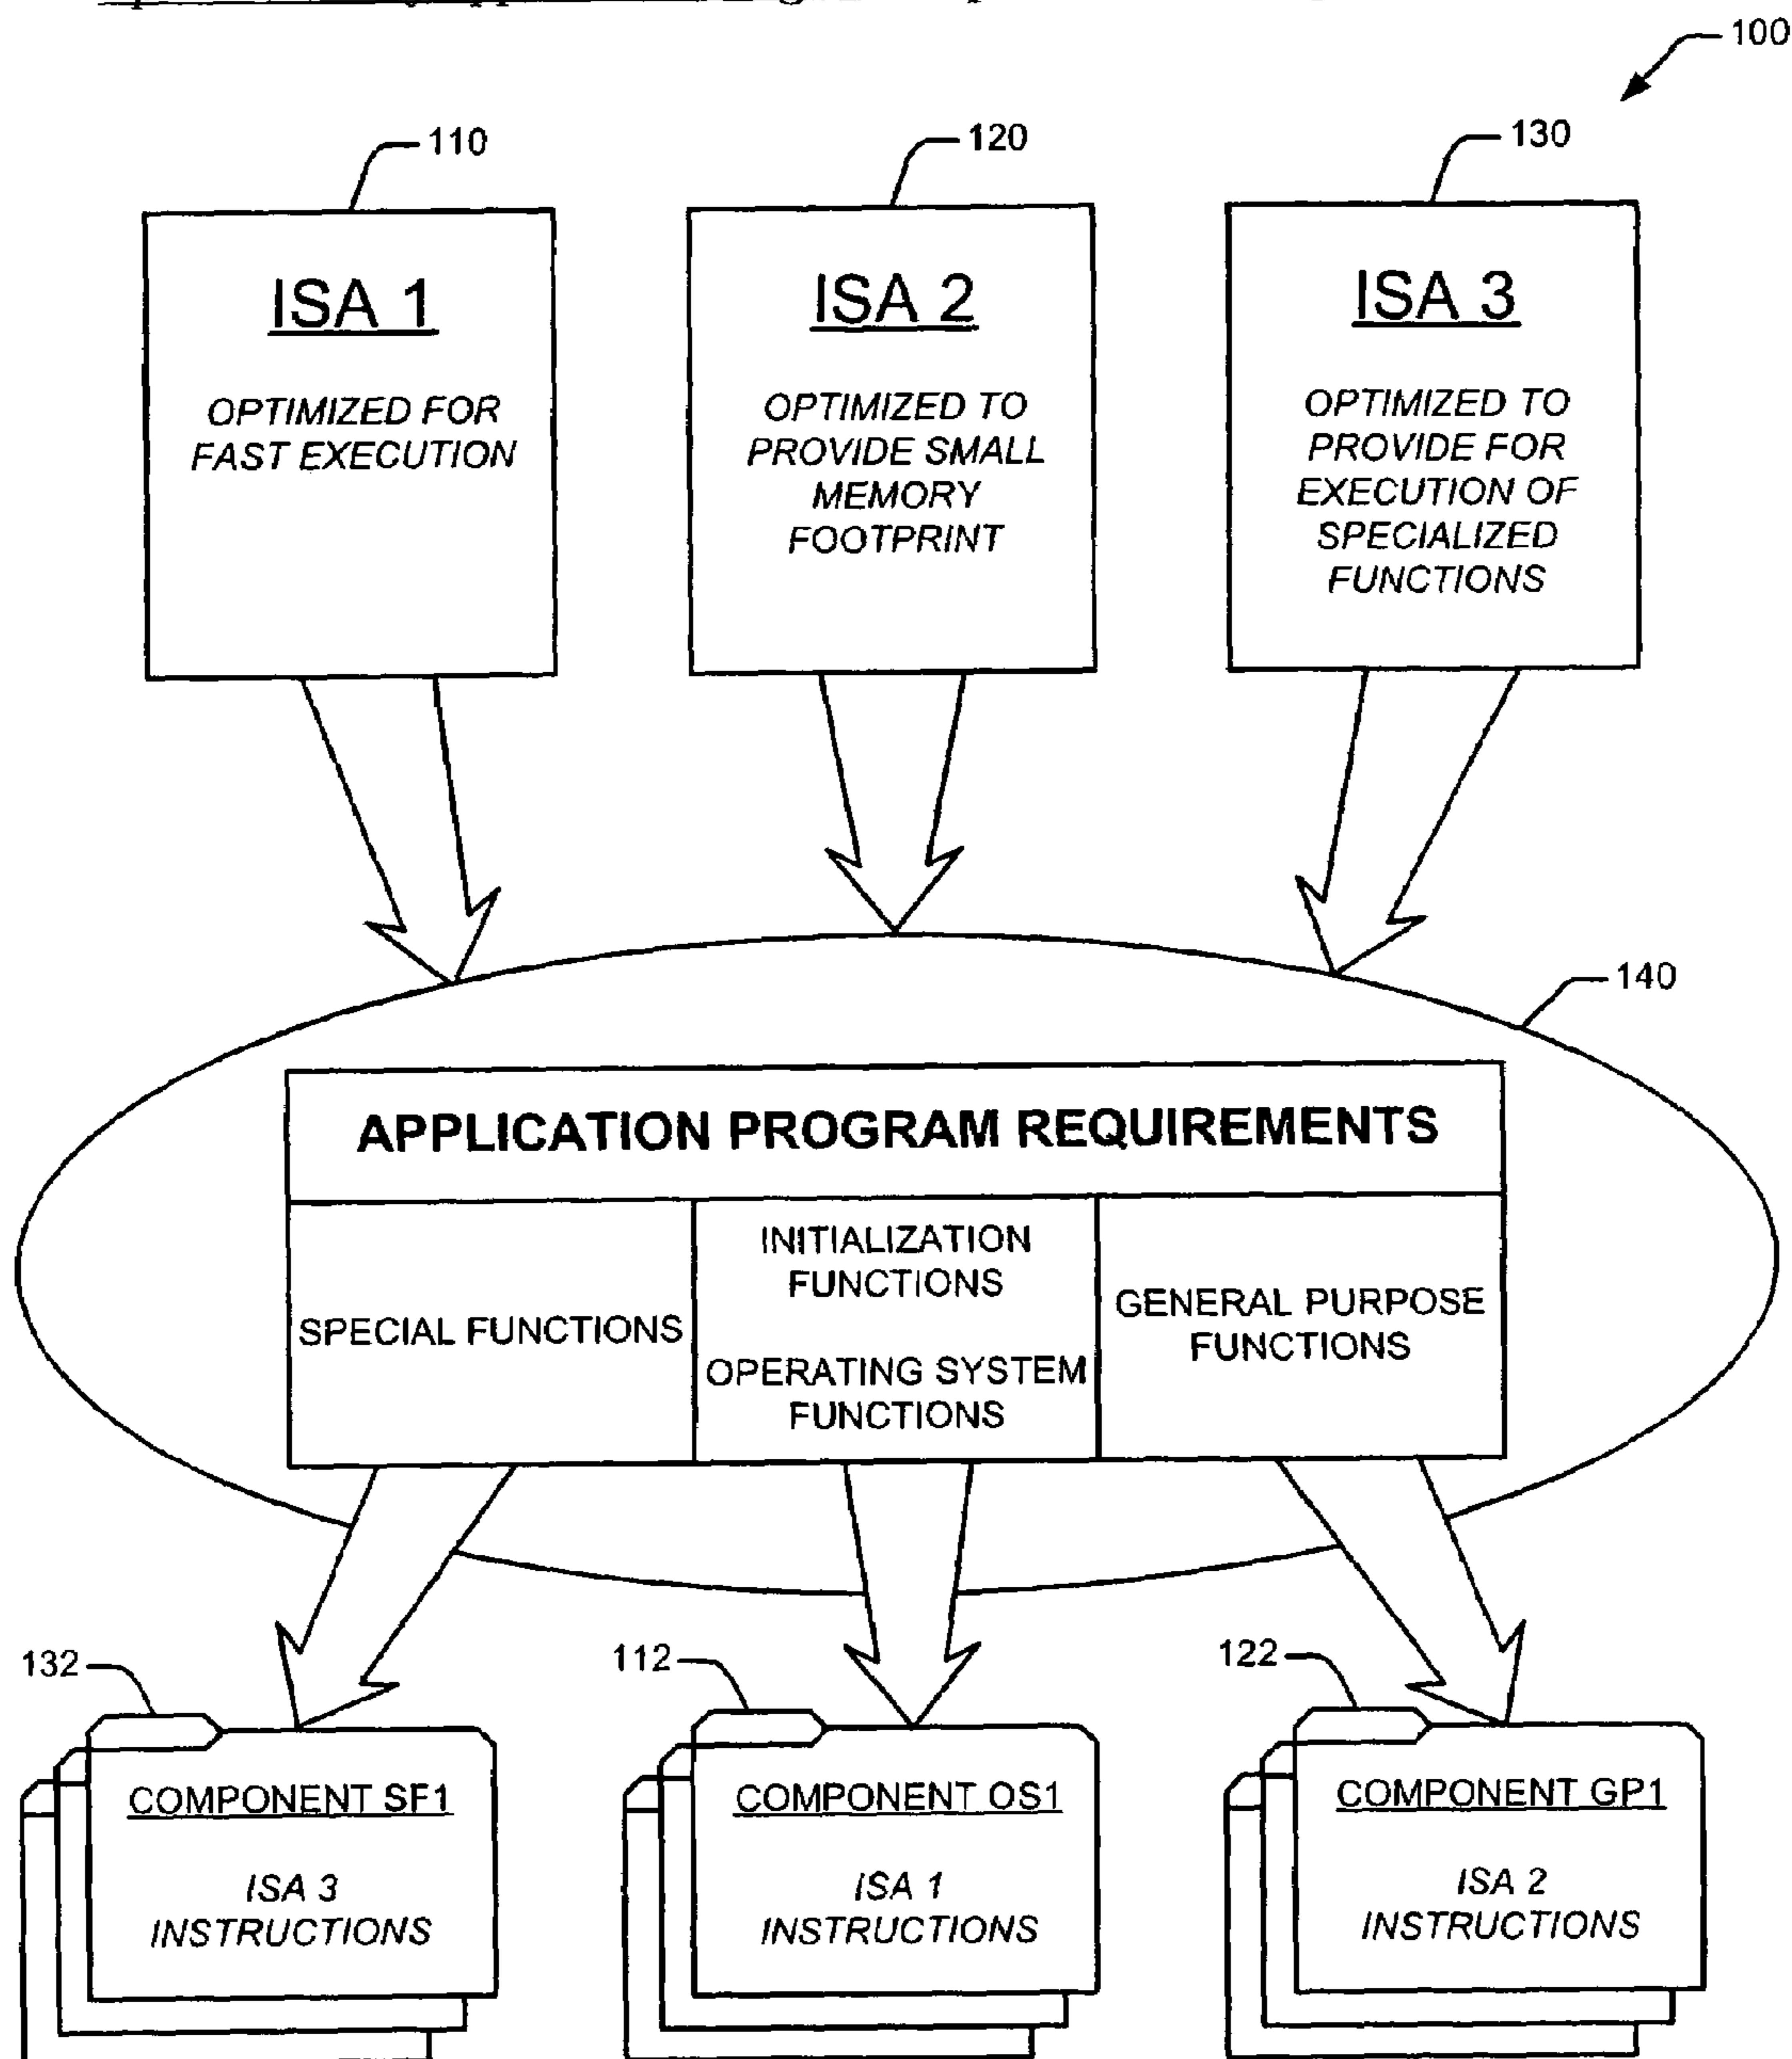 100
110
120
130
ISA 1
OPTIMIZED FOR
FAST EXECUTION
ISA 2
OPTIMIZED TO
PROVIDE SMALL
MEMORY
FOOTPRINT
ISA 3
OPTIMIZED TO
PROVIDE FOR
EXECUTION OF
SPECIALIZED
FUNCTIONS
140
APPLICATION PROGRAM REQUIREMENTS
SPECIAL FUNCTIONS
INITIALIZATION
FUNCTIONS
OPERATING SYSTEM
FUNCTIONS
GENERAL PURPOSE
FUNCTIONS
132
112
122
COMPONENT SF1
ISA 3
INSTRUCTIONS
COMPONENT OS1
ISA 1
INSTRUCTIONS
COMPONENT GP1
ISA 2
INSTRUCTIONS